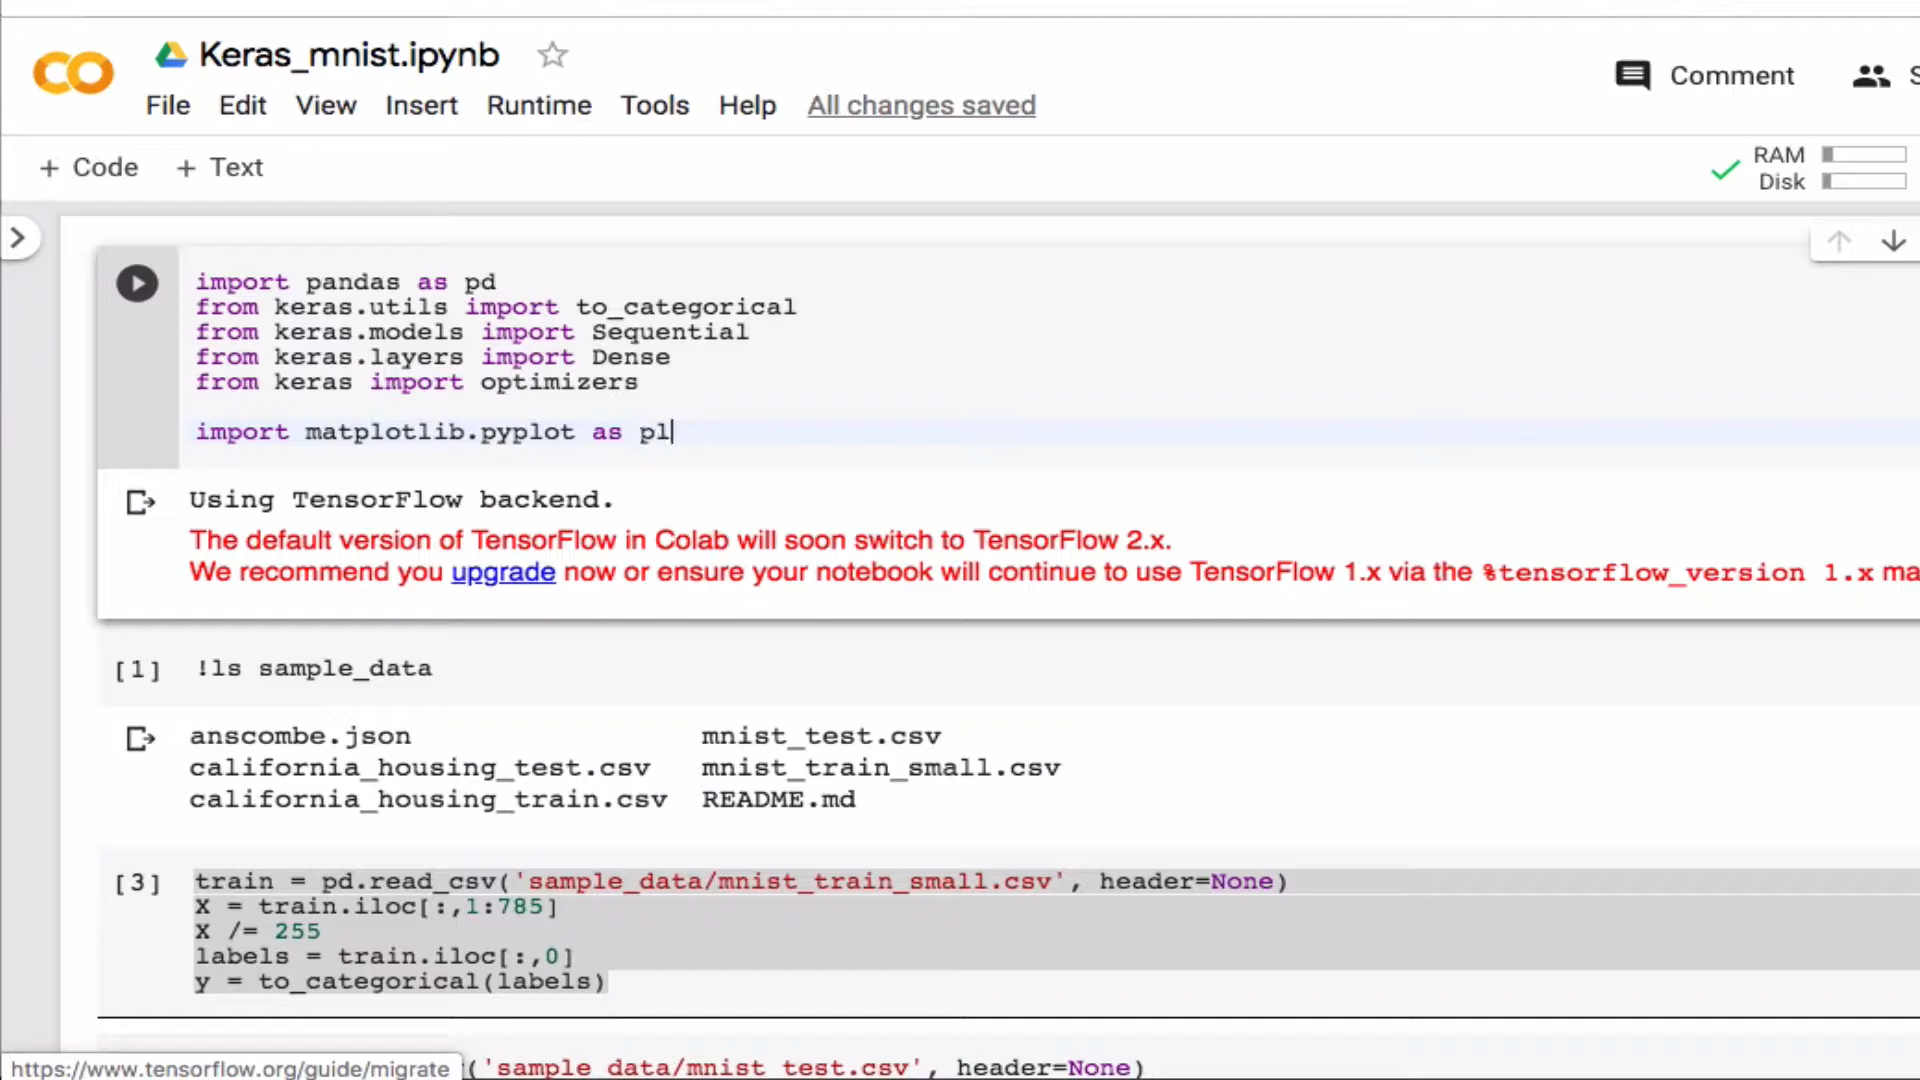 Keras_mnist.ipynb
File Edit View Insert Runtime Tools Help All changes saved
Comment
+ Code + Text
RAM
Disk
import pandas as pd
from keras.utils import to_categorical
from keras.models import Sequential
from keras.layers import Dense
from keras import optimizers
import matplotlib.pyplot as pl
Using TensorFlow backend.
The default version of TensorFlow in Colab will soon switch to TensorFlow 2.x.
We recommend you upgrade now or ensure your notebook will continue to use TensorFlow 1.x via the %tensorflow_version 1.x ma
[1] !ls sample_data
anscombe.json mnist_test.csv
california_housing_test.csv mnist_train_small.csv
california_housing_train.csv README.md
[3] train = pd.read_csv('sample_data/mnist_train_small.csv', header=None)
X = train.iloc[:,1:785]
X /= 255
labels = train.iloc[:,0]
y = to_categorical(labels)
('sample_data/mnist_test.csv', header=None)
https://www.tensorflow.org/guide/migrate